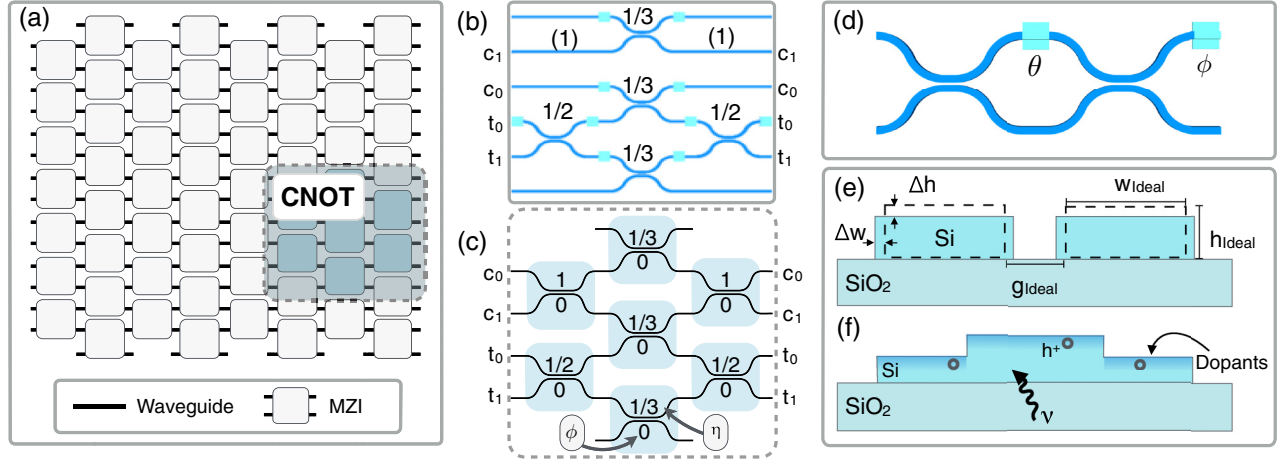 (a)
CNOT
Waveguide
MZI
(b)
1/3
(1)
(1)
c₁
c₁
c₀
1/3
c₀
t₀
1/2
1/2
t₀
t₁
1/3
t₁
(c)
1/3
0
c₀
1
1
c₀
0
0
c₁
1/3
c₁
0
t₀
1/2
1/2
t₀
0
0
t₁
1/3
t₁
ϕ
0
η
(d)
θ
ϕ
(e)
Δh
w_Ideal
Δw
Si
h_Ideal
SiO₂
g_Ideal
(f)
h⁺
Si
Dopants
SiO₂
ν